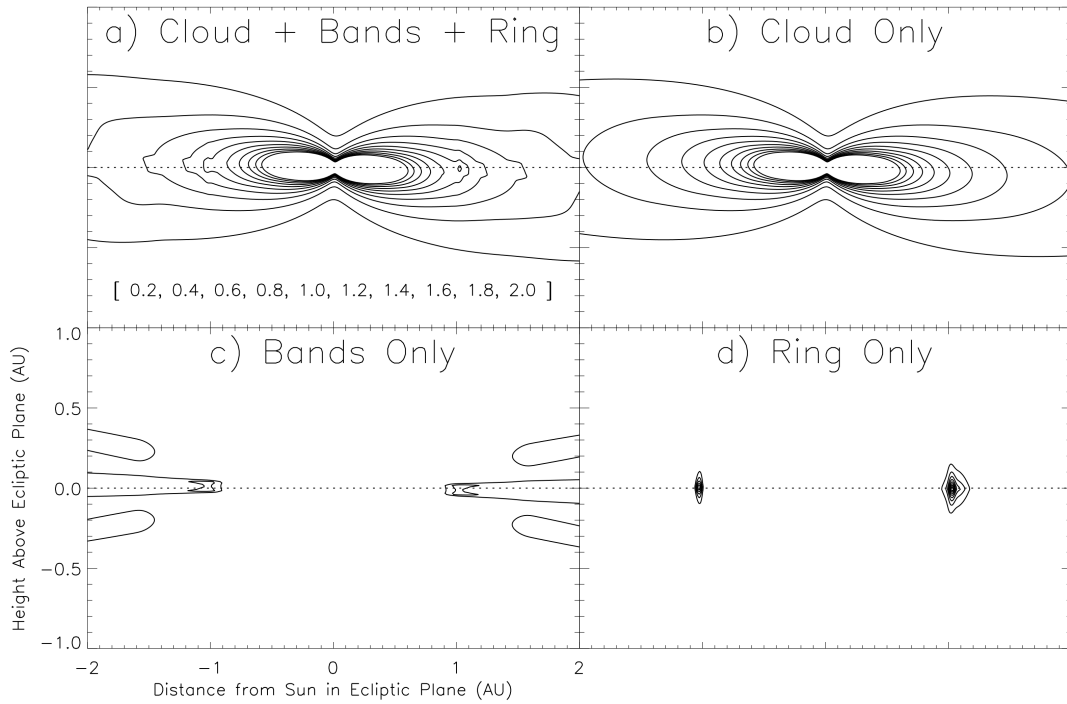 a) Cloud + Bands + Ring
b) Cloud Only
[ 0.2, 0.4, 0.6, 0.8, 1.0, 1.2, 1.4, 1.6, 1.8, 2.0 ]
c) Bands Only
d) Ring Only
Height Above Ecliptic Plane (AU)
1.0
0.5
0.0
−0.5
−1.0
−2 −1 0 1 2
Distance from Sun in Ecliptic Plane (AU)